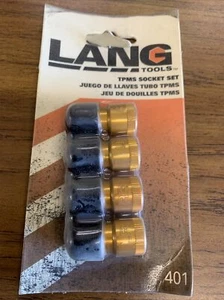 LANG
TOOLS
TPMS SOCKET SET
JUEGO DE LLAVES TUBO TPMS
JEU DE DOUILLES TPMS
401